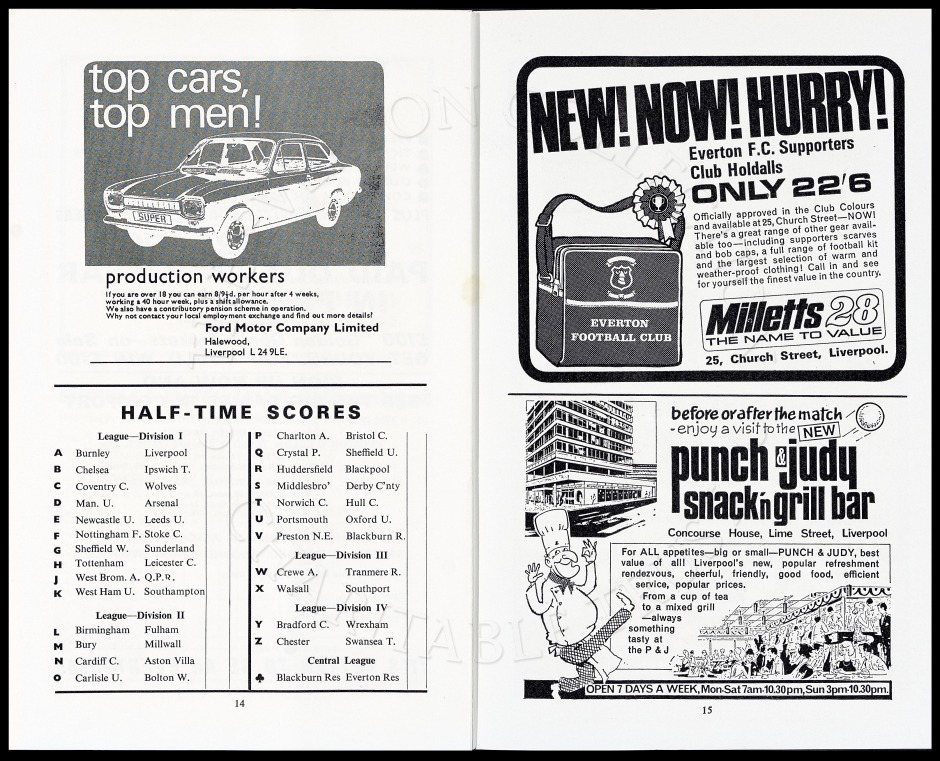 top cars,
top men!
SUPER
production workers
If you are over 18 you can earn 8/9½d. per hour after 4 weeks,
working a 40 hour week, plus a shift allowance.
We also have a contributory pension scheme in operation.
Why not contact your local employment exchange and find out more details?
Ford Motor Company Limited
Halewood,
Liverpool L 24 9LE.
HALF-TIME SCORES
League—Division I
A Burnley Liverpool
B Chelsea Ipswich T.
C Coventry C. Wolves
D Man. U. Arsenal
E Newcastle U. Leeds U.
F Nottingham F. Stoke C.
G Sheffield W. Sunderland
H Tottenham Leicester C.
J West Brom. A. Q.P.R.
K West Ham U. Southampton
League—Division II
L Birmingham Fulham
M Bury Millwall
N Cardiff C. Aston Villa
O Carlisle U. Bolton W.
P Charlton A. Bristol C.
Q Crystal P. Sheffield U.
R Huddersfield Blackpool
S Middlesbro' Derby C'nty
T Norwich C. Hull C.
U Portsmouth Oxford U.
V Preston N.E. Blackburn R.
League—Division III
W Crewe A. Tranmere R.
X Walsall Southport
League—Division IV
Y Bradford C. Wrexham
Z Chester Swansea T.
Central League
♣ Blackburn Res Everton Res
14
NEW! NOW! HURRY!
Everton F.C. Supporters
Club Holdalls
ONLY 22'6
Officially approved in the Club Colours
and available at 25, Church Street—NOW!
There's a great range of other gear avail-
able too—including supporters scarves
and bob caps, a full range of football kit
and the largest selection of warm and
weather-proof clothing! Call in and see
for yourself the finest value in the country.
EVERTON
FOOTBALL CLUB
Milletts 28
THE NAME TO VALUE
25, Church Street, Liverpool.
before or after the match
- enjoy a visit to the NEW
punch & judy
snack'n grill bar
Concourse House, Lime Street, Liverpool
For ALL appetites—big or small—PUNCH & JUDY, best
value of all! Liverpool's new, popular refreshment
rendezvous, cheerful, friendly, good food, efficient
service, popular prices.
From a cup of tea
to a mixed grill
—always
something
tasty at
the P & J
OPEN 7 DAYS A WEEK, Mon-Sat 7am-10.30pm, Sun 3pm-10.30pm.
15